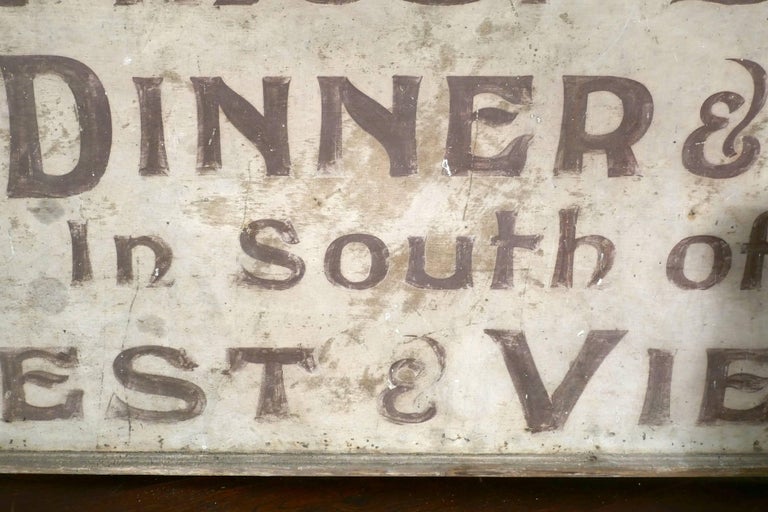 DINNER &
In South of
EST & VIE